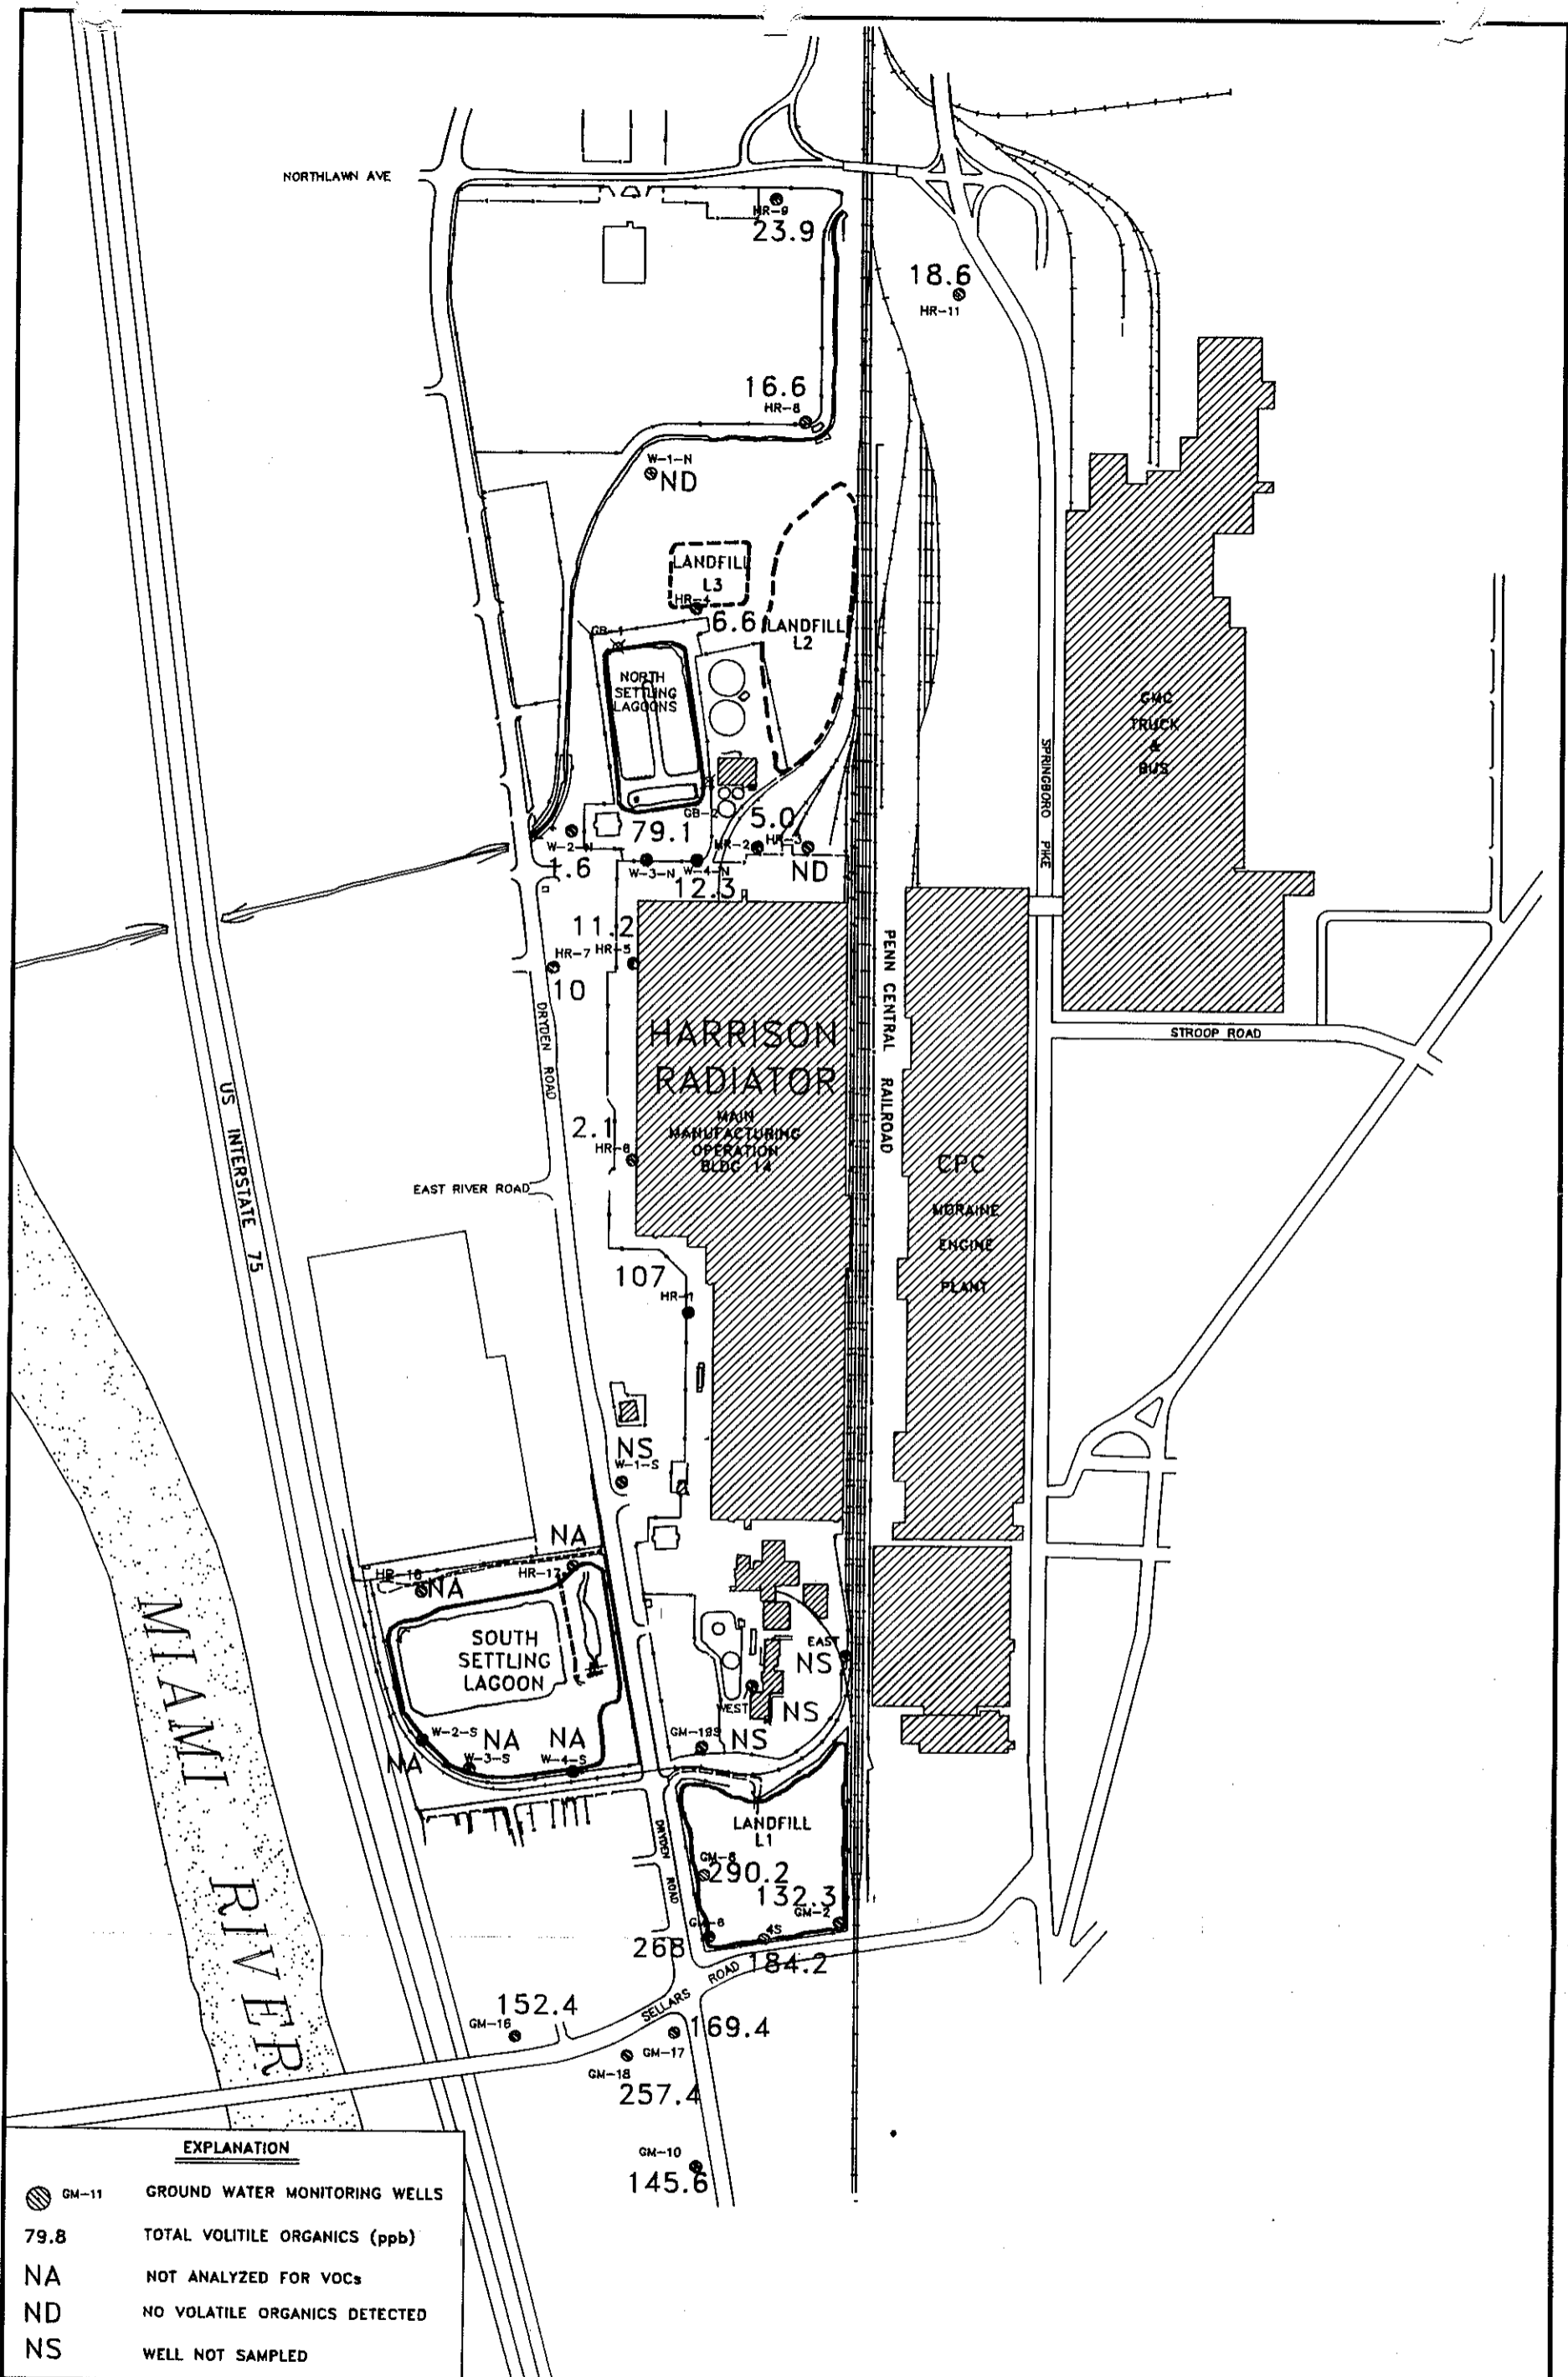 NORTHLAWN AVE
HR-9
23.9
18.6
HR-11
16.6
HR-8
W-1-N
ND
LANDFILL
L3
HR-4
6.6
LANDFILL
L2
GB-1
NORTH
SETTLING
LAGOONS
GMC
TRUCK
&
BUS
SPRINGBORO PIKE
GB-2
5.0
79.1
W-2-N
1.6
HR-2
HR-3
ND
W-3-N
W-4-N
12.3
11.2
HR-7
HR-5
10
PENN CENTRAL RAILROAD
DRYDEN ROAD
HARRISON
RADIATOR
MAIN
MANUFACTURING
OPERATION
BLDG 14
STROOP ROAD
US INTERSTATE 75
2.1
HR-6
CPC
MORAINE
ENGINE
PLANT
EAST RIVER ROAD
107
HR-1
NS
W-1-S
NA
HR-17
HR-16
NA
MIAMI RIVER
SOUTH
SETTLING
LAGOON
EAST
NS
WEST
NS
GM-19S
NS
W-2-S
NA
NA
W-3-S
NA
W-4-S
LANDFILL
L1
DRYDEN ROAD
290.2
132.3
GM-2
GM-6
268
4S
184.2
SELLARS ROAD
152.4
GM-16
169.4
GM-17
GM-18
257.4
GM-10
145.6
EXPLANATION
GM-11 GROUND WATER MONITORING WELLS
79.8 TOTAL VOLITILE ORGANICS (ppb)
NA NOT ANALYZED FOR VOCs
ND NO VOLATILE ORGANICS DETECTED
NS WELL NOT SAMPLED